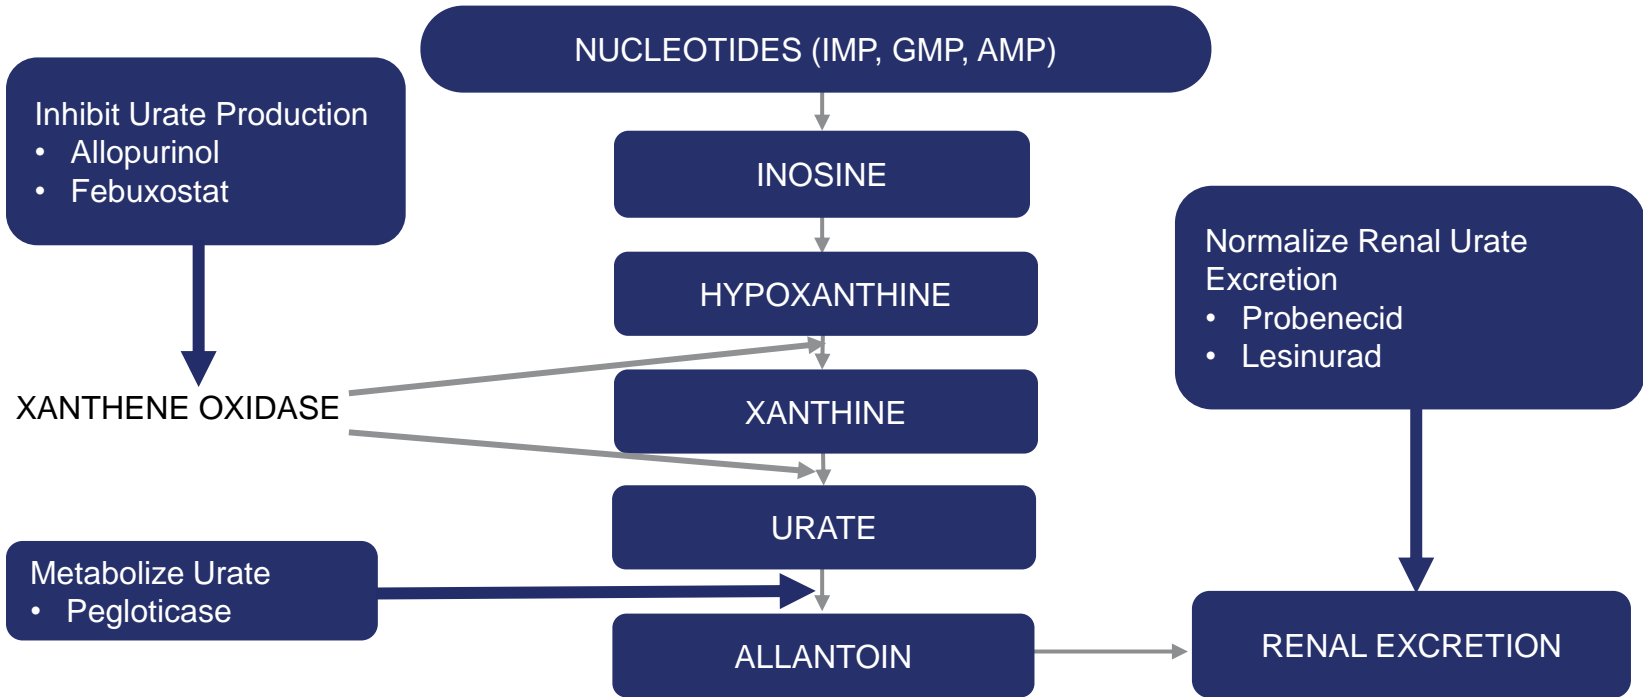 NUCLEOTIDES (IMP, GMP, AMP)
Inhibit Urate Production
• Allopurinol
• Febuxostat
INOSINE
Normalize Renal Urate
Excretion
• Probenecid
• Lesinurad
HYPOXANTHINE
XANTHENE OXIDASE
XANTHINE
URATE
Metabolize Urate
• Pegloticase
ALLANTOIN
RENAL EXCRETION